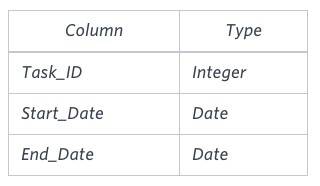 Column Type
Task_ID Integer
Start_Date Date
End_Date Date